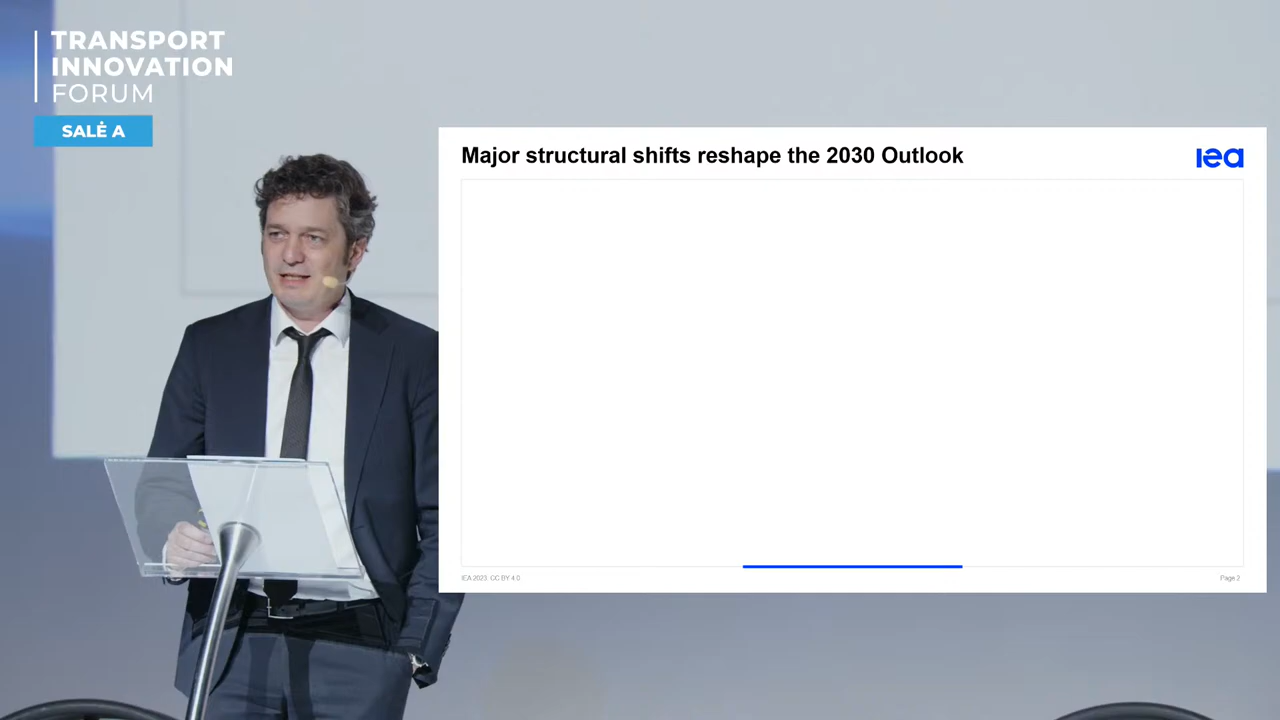 TRANSPORT
INNOVATION
FORUM
SALĖ A
Major structural shifts reshape the 2030 Outlook
iea
IEA 2023. CC BY 4.0
Page 2